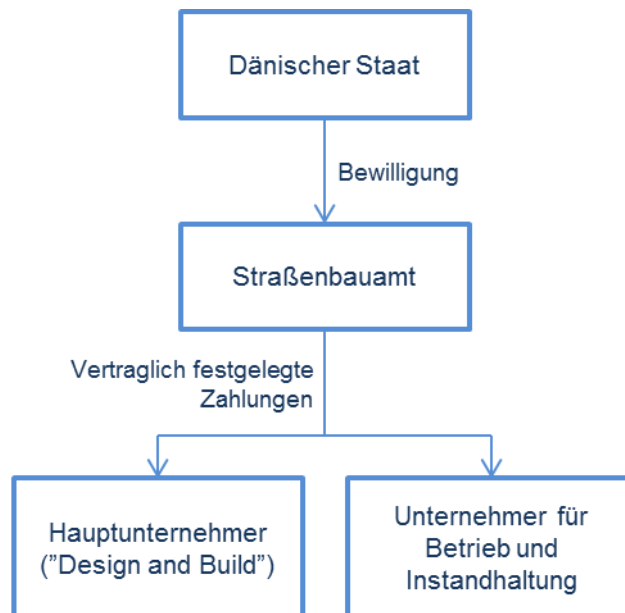 Dänischer Staat
Bewilligung
Straßenbauamt
Vertraglich festgelegte
Zahlungen
Hauptunternehmer
(”Design and Build”)
Unternehmer für
Betrieb und
Instandhaltung